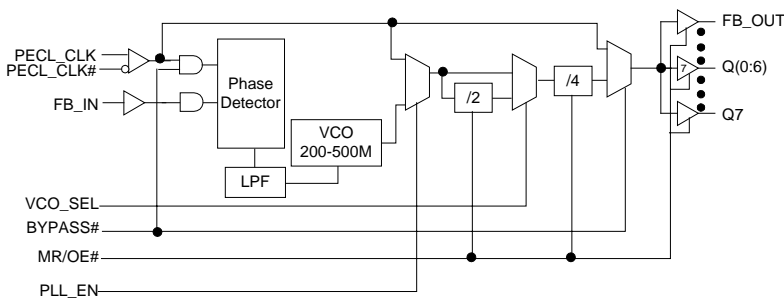 PECL_CLK
PECL_CLK#
FB_IN
Phase
Detector
LPF
VCO
200-500M
/2
/4
FB_OUT
7
Q(0:6)
Q7
VCO_SEL
BYPASS#
MR/OE#
PLL_EN